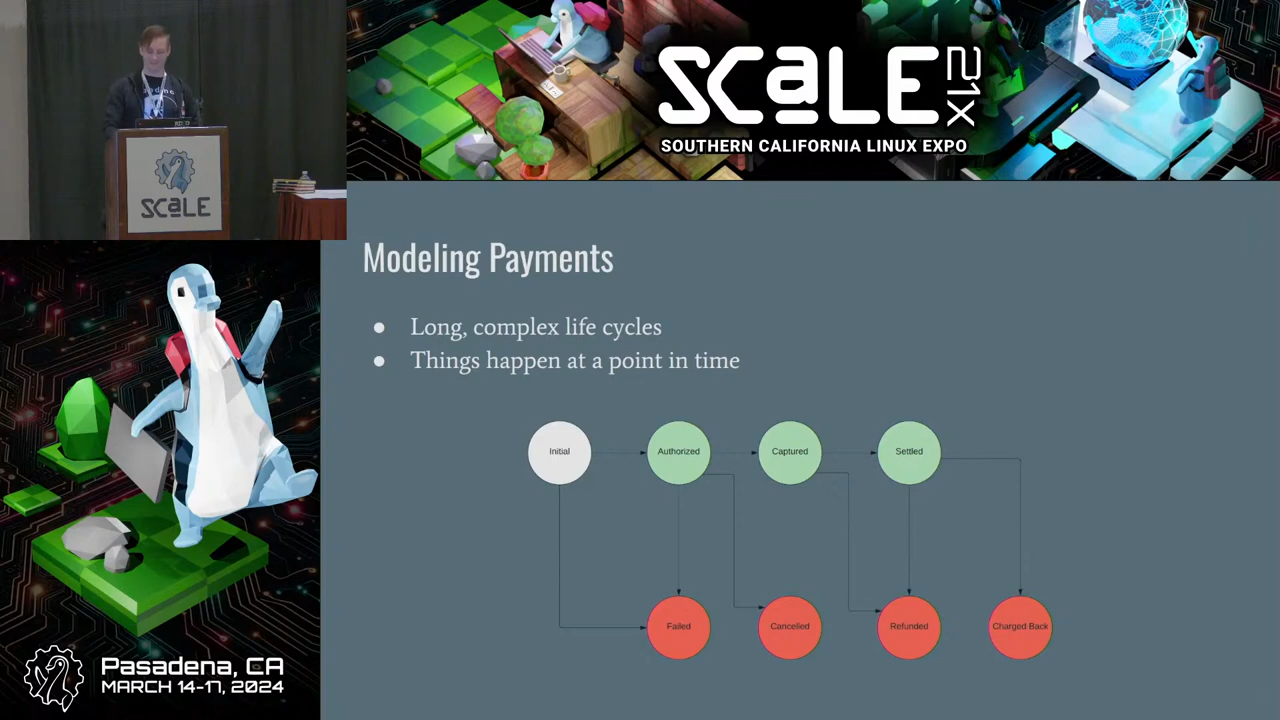 SCaLE 21X
SOUTHERN CALIFORNIA LINUX EXPO
SCaLE
Modeling Payments
● Long, complex life cycles
● Things happen at a point in time
Initial
Authorized
Captured
Settled
Failed
Cancelled
Refunded
Charged Back
Pasadena, CA
MARCH 14-17, 2024